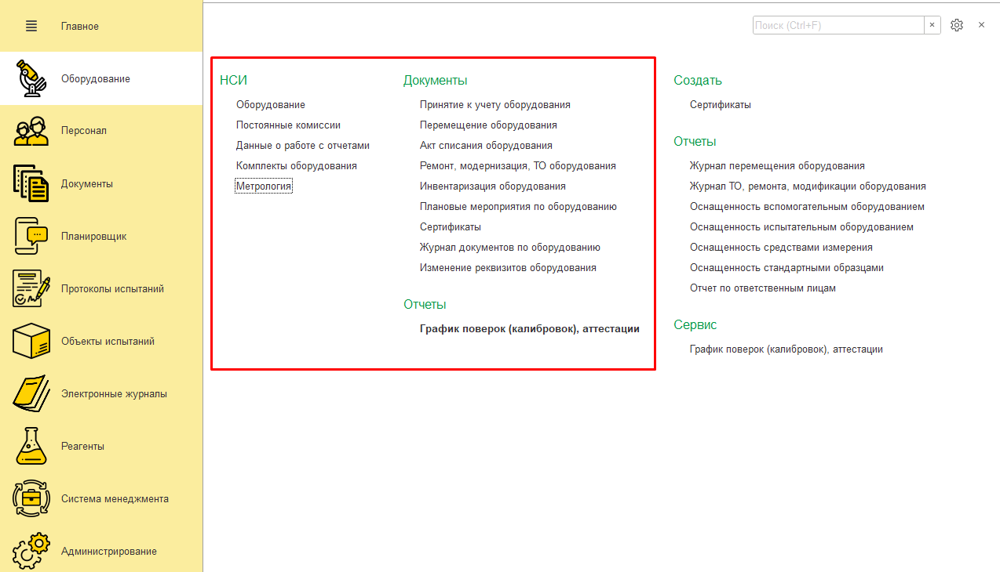 Главное
Оборудование
Персонал
Документы
Планировщик
Протоколы испытаний
Объекты испытаний
Электронные журналы
Реагенты
Система менеджмента
Администрирование
Поиск (Ctrl+F)
НСИ
Оборудование
Постоянные комиссии
Данные о работе с отчетами
Комплекты оборудования
Метрология
Документы
Принятие к учету оборудования
Перемещение оборудования
Акт списания оборудования
Ремонт, модернизация, ТО оборудования
Инвентаризация оборудования
Плановые мероприятия по оборудованию
Сертификаты
Журнал документов по оборудованию
Изменение реквизитов оборудования
Отчеты
График поверок (калибровок), аттестации
Создать
Сертификаты
Отчеты
Журнал перемещения оборудования
Журнал ТО, ремонта, модификации оборудования
Оснащенность вспомогательным оборудованием
Оснащенность испытательным оборудованием
Оснащенность средствами измерения
Оснащенность стандартными образцами
Отчет по ответственным лицам
Сервис
График поверок (калибровок), аттестации